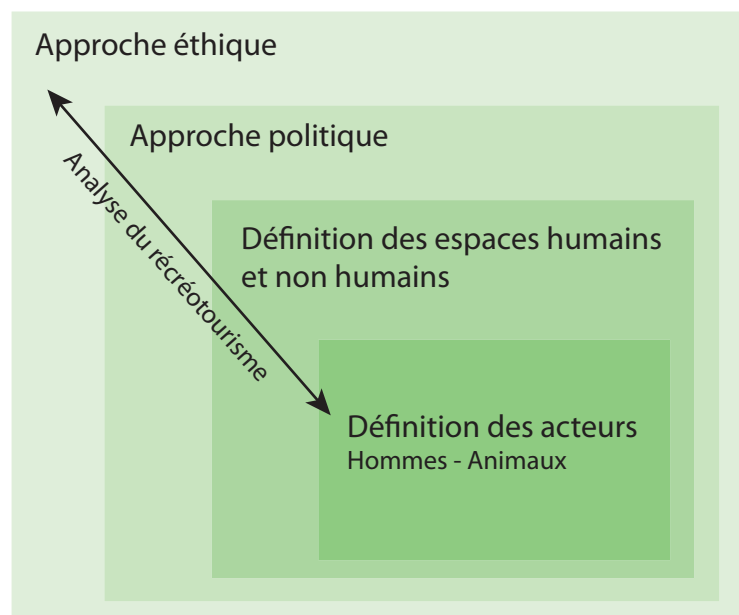 Approche éthique
Approche politique
Analyse du récréotourisme
Définition des espaces humains
et non humains
Définition des acteurs
Hommes - Animaux